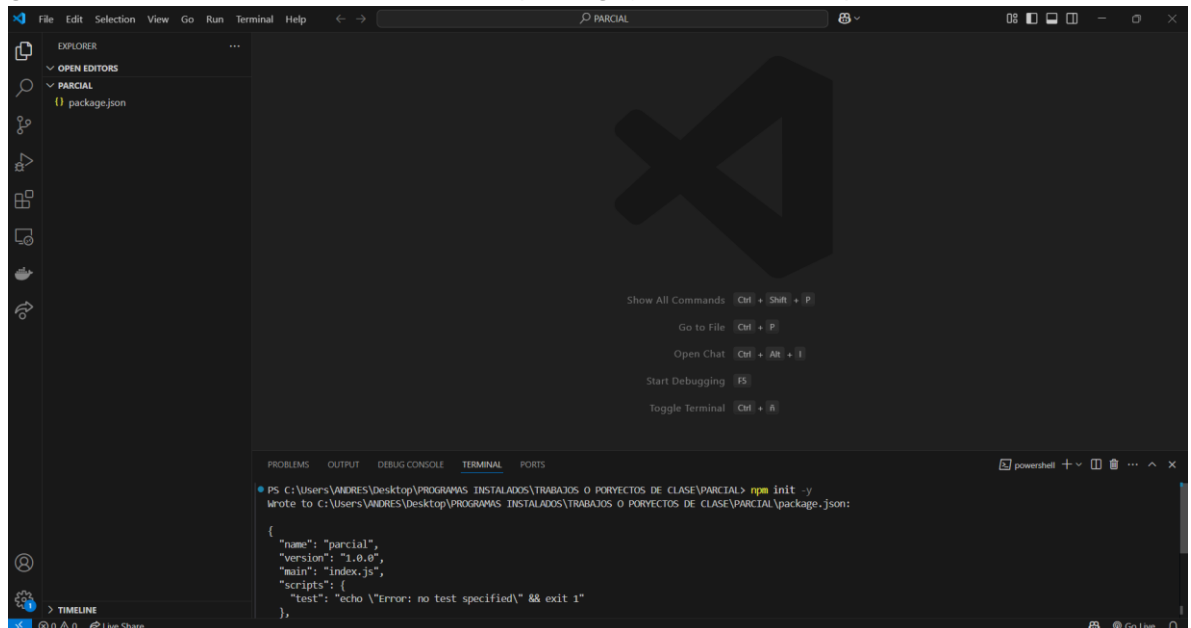 File Edit Selection View Go Run Terminal Help
PARCIAL
EXPLORER
OPEN EDITORS
PARCIAL
{} package.json
Show All Commands Ctrl + Shift + P
Go to File Ctrl + P
Open Chat Ctrl + Alt + I
Start Debugging F5
Toggle Terminal Ctrl + ñ
PROBLEMS OUTPUT DEBUG CONSOLE TERMINAL PORTS
powershell
PS C:\Users\ANDRES\Desktop\PROGRAMAS INSTALADOS\TRABAJOS O PORYECTOS DE CLASE\PARCIAL> npm init -y
Wrote to C:\Users\ANDRES\Desktop\PROGRAMAS INSTALADOS\TRABAJOS O PORYECTOS DE CLASE\PARCIAL\package.json:
{
"name": "parcial",
"version": "1.0.0",
"main": "index.js",
"scripts": {
"test": "echo \"Error: no test specified\" && exit 1"
},
1
TIMELINE
0 0 Live Share
Go Live